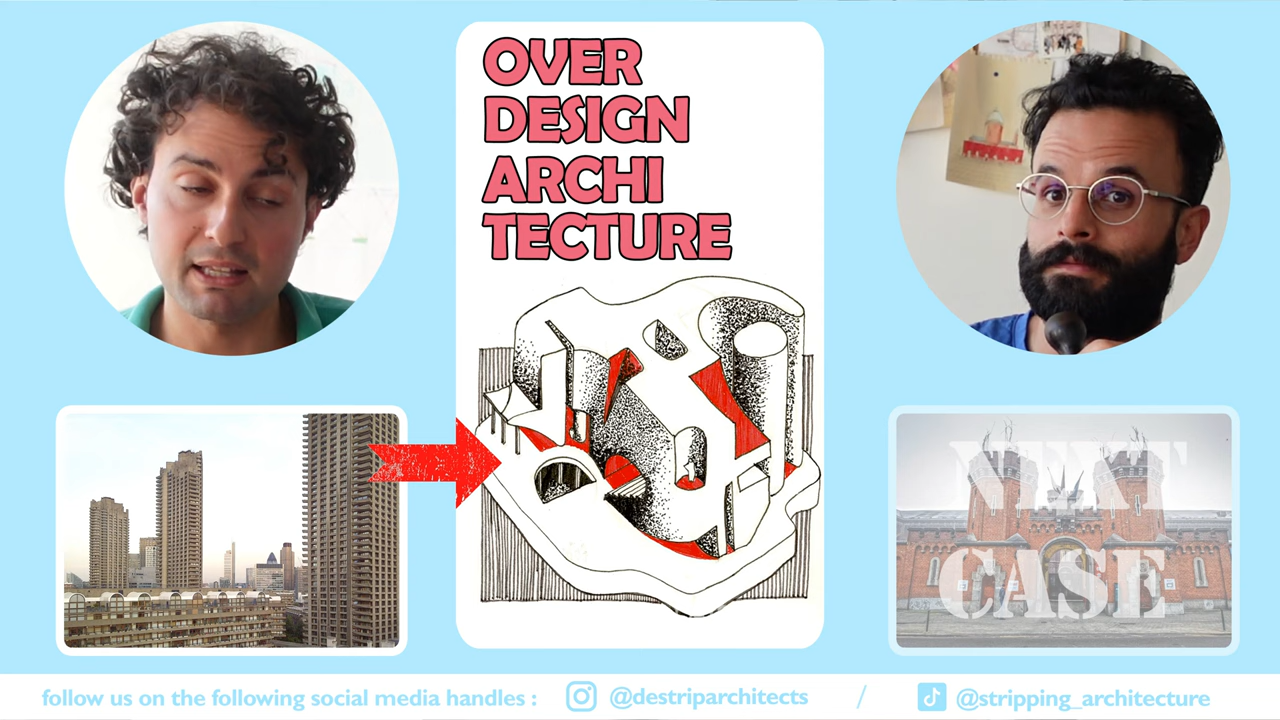 OVER
DESIGN
ARCHI
TECTURE
NEXT
CASE
follow us on the following social media handles : @destriparchitects / @stripping_architecture